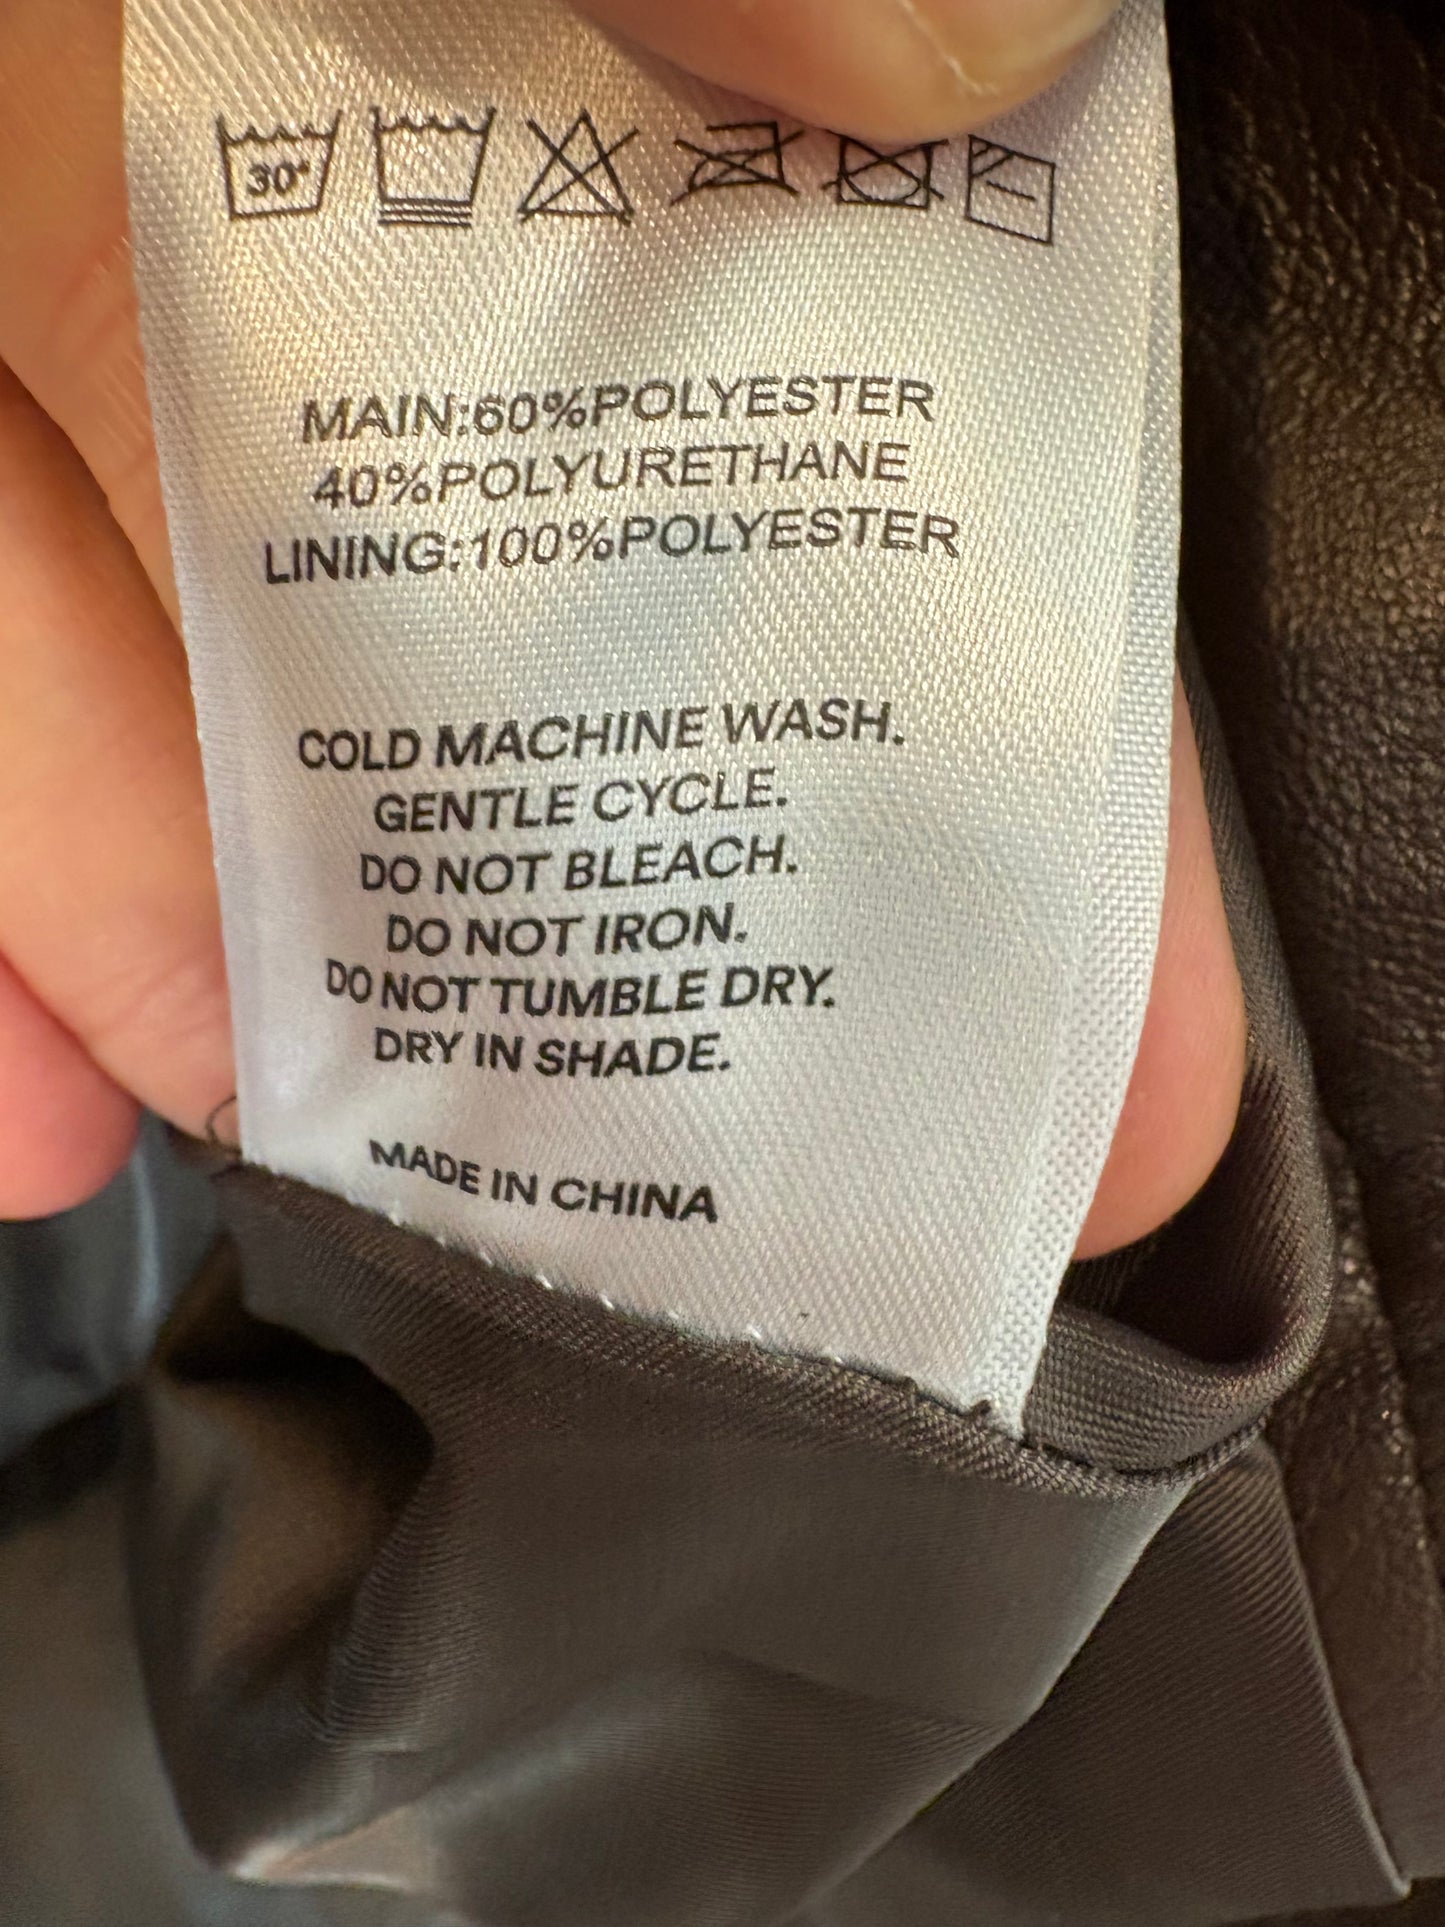 30°
MAIN:60%POLYESTER
40%POLYURETHANE
LINING:100%POLYESTER
COLD MACHINE WASH.
GENTLE CYCLE.
DO NOT BLEACH.
DO NOT IRON.
DO NOT TUMBLE DRY.
DRY IN SHADE.
MADE IN CHINA